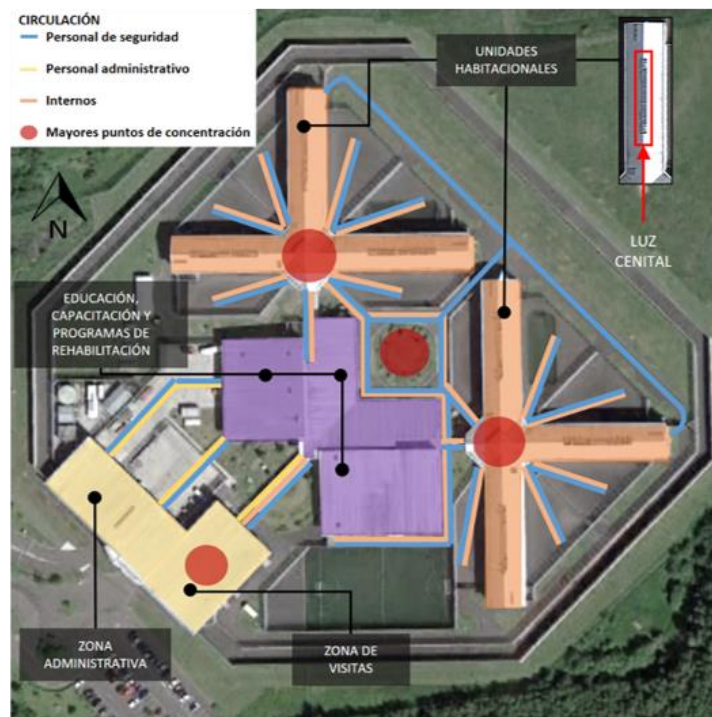 CIRCULACIÓN
Personal de seguridad
Personal administrativo
Internos
Mayores puntos de concentración
UNIDADES
HABITACIONALES
LUZ
CENITAL
N
EDUCACIÓN,
CAPACITACIÓN Y
PROGRAMAS DE
REHABILITACIÓN
ZONA
ADMINISTRATIVA
ZONA DE
VISITAS